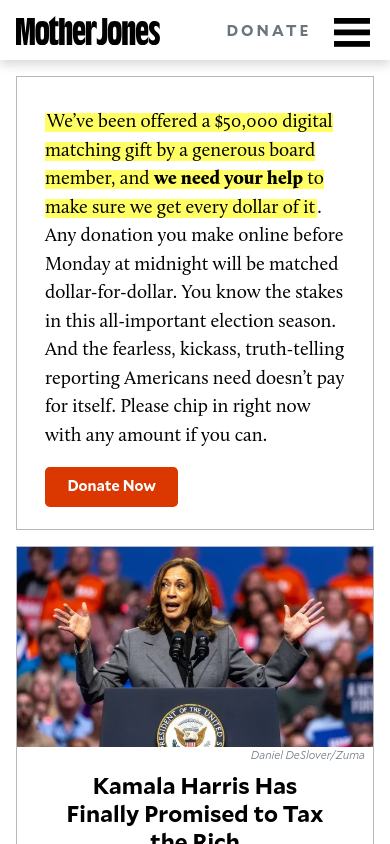 Mother Jones
DONATE
We've been offered a $50,000 digital
matching gift by a generous board
member, and we need your help to
make sure we get every dollar of it.
Any donation you make online before
Monday at midnight will be matched
dollar-for-dollar. You know the stakes
in this all-important election season.
And the fearless, kickass, truth-telling
reporting Americans need doesn't pay
for itself. Please chip in right now
with any amount if you can.
Donate Now
PRESIDENT OF THE
Daniel DeSlover/Zuma
Kamala Harris Has
Finally Promised to Tax
the Rich